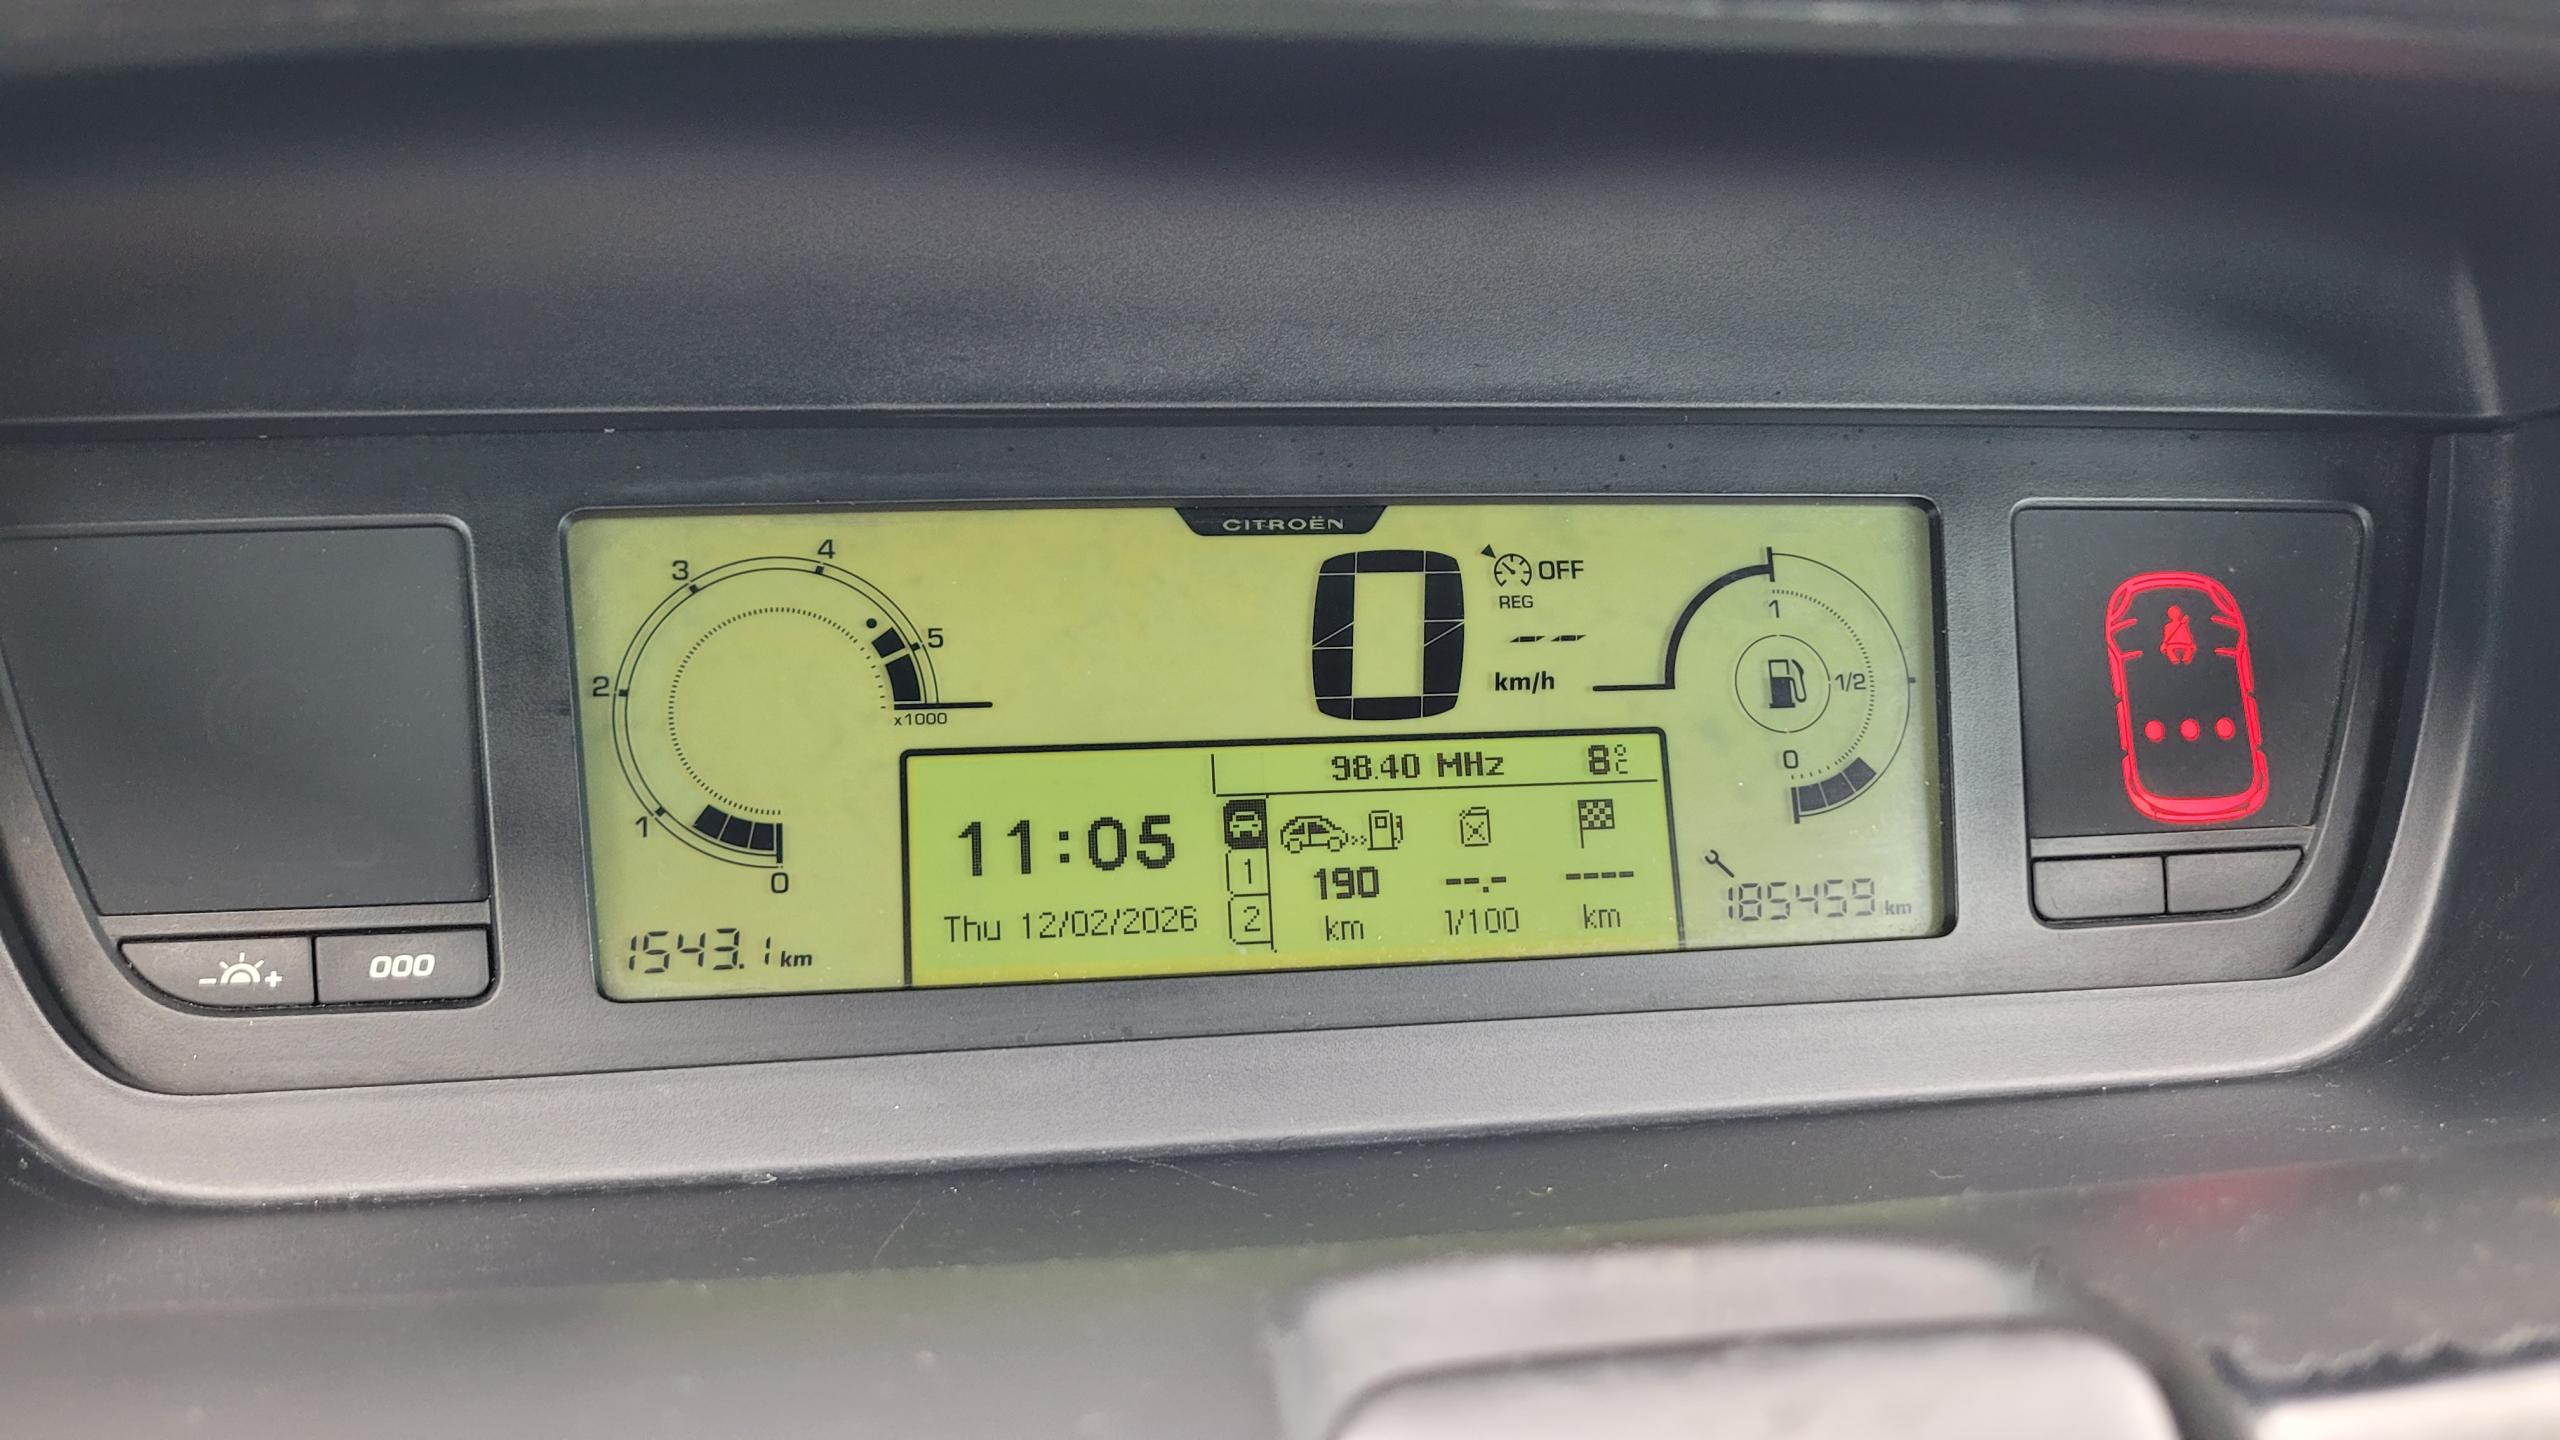 CITROËN
4
3
5
2
x1000
1
0
1543.1 km
0
OFF
REG
-- --
km/h
1
1/2
0
98.40 MHz 8°C
11:05
Thu 12/02/2026
1
2
190
km
--.-
l/100
----
km
185459 km
- +
000